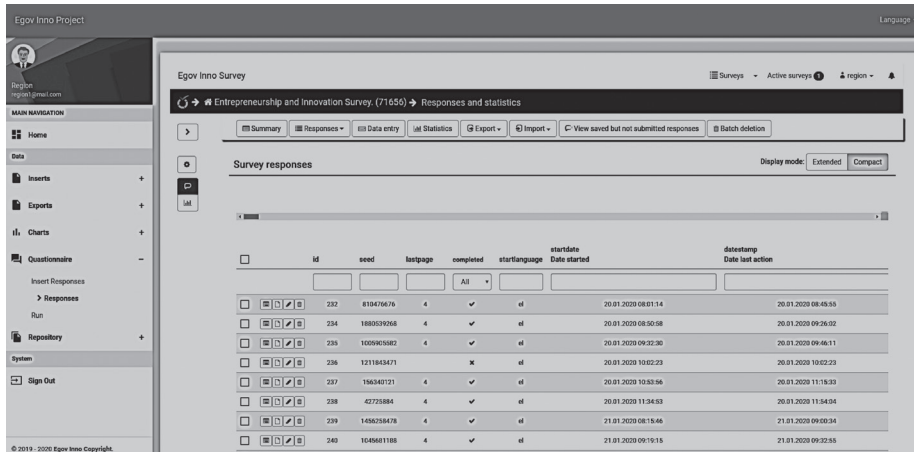 Egov Inno Project
Language
Region
region1@mail.com
MAIN NAVIGATION
Home
Data
Inserts +
Exports +
Charts +
Questionnaire −
Insert Responses
> Responses
Run
Repository +
System
Sign Out
© 2019 - 2020 Egov Inno Copyright.
Egov Inno Survey
Surveys
Active surveys
region
Entrepreneurship and Innovation Survey. (71656) → Responses and statistics
Summary Responses Data entry Statistics Export Import View saved but not submitted responses Batch deletion
Survey responses
Display mode: Extended Compact
id seed lastpage completed startlanguage startdate Date started datestamp Date last action
All
232 810476676 4 ✔ el 20.01.2020 08:01:14 20.01.2020 08:45:55
234 1880539268 4 ✔ el 20.01.2020 08:50:58 20.01.2020 09:26:02
235 1005905582 4 ✔ el 20.01.2020 09:32:30 20.01.2020 09:46:11
236 1211843471 ✖ el 20.01.2020 10:02:23 20.01.2020 10:02:23
237 156340121 4 ✔ el 20.01.2020 10:53:56 20.01.2020 11:15:33
238 42725884 4 ✔ el 20.01.2020 11:34:53 20.01.2020 11:54:04
239 1456258478 4 ✔ el 21.01.2020 08:15:46 21.01.2020 09:00:34
240 1045681188 4 ✔ el 21.01.2020 09:19:15 21.01.2020 09:32:55